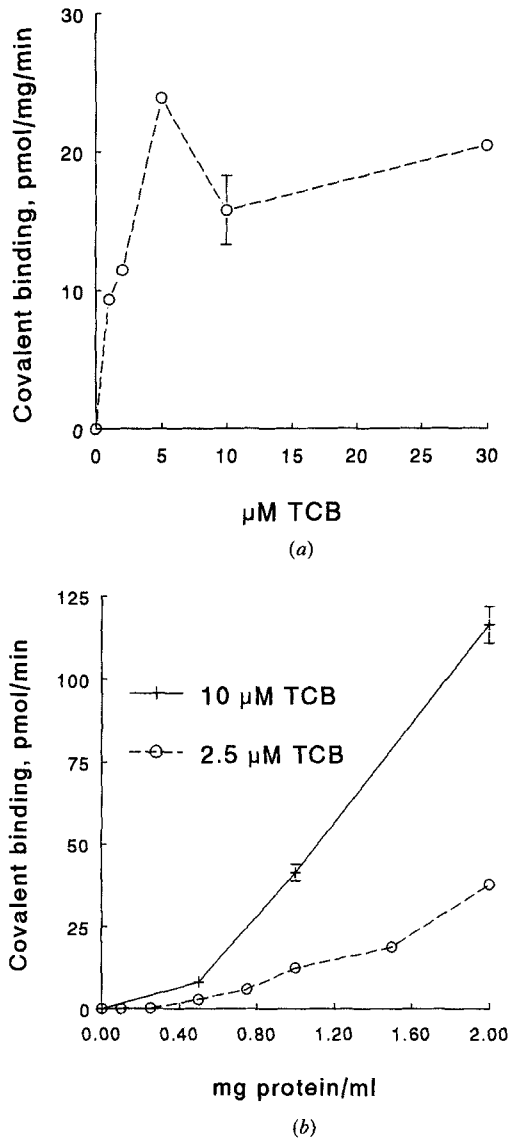 Covalent binding, pmol/mg/min
30
20
10
0
0 5 10 15 20 25 30
µM TCB
(a)
Covalent binding, pmol/min
125
100
75
50
25
0
10 µM TCB
2.5 µM TCB
0.00 0.40 0.80 1.20 1.60 2.00
mg protein/ml
(b)